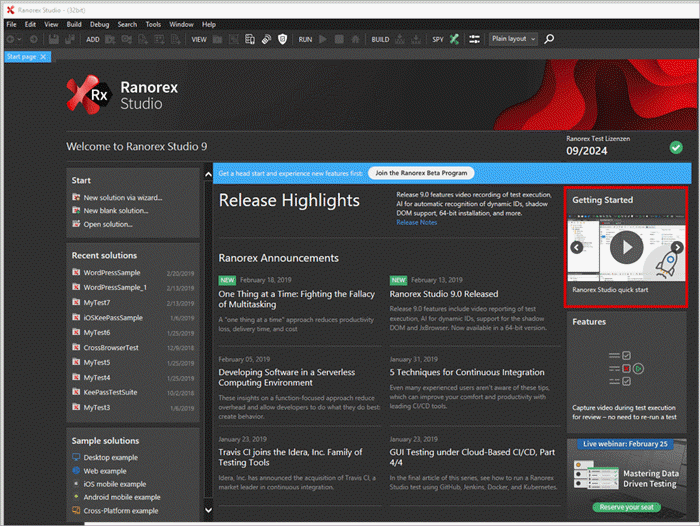 Ranorex Studio - (32bit)
File Edit View Build Debug Search Tools Window Help
ADD VIEW RUN BUILD SPY Plain layout
Start page
Rx
Ranorex
Studio
Welcome to Ranorex Studio 9
Ranorex Test Lizenzen
09/2024
Start
New solution via wizard...
New blank solution...
Open solution...
Recent solutions
WordPressSample 2/20/2019
WordPressSample_1 2/13/2019
MyTest7 2/13/2019
iOSKeePassSample 1/6/2019
MyTest6 1/25/2019
CrossBrowserTest 12/8/2019
MyTest5 1/25/2019
MyTest4 1/25/2019
KeePassTestSuite 10/2/2018
MyTest3 1/6/2019
Sample solutions
Desktop example
Web example
iOS mobile example
Android mobile example
Cross-Platform example
Get a head start and experience new features first:
Join the Ranorex Beta Program
Release Highlights
Release 9.0 features video recording of test execution,
AI for automatic recognition of dynamic IDs, shadow
DOM support, 64-bit installation, and more.
Release Notes
Ranorex Announcements
NEW February 18, 2019
One Thing at a Time: Fighting the Fallacy
of Multitasking
A "one thing at a time" approach reduces productivity
loss, delivery time, and cost
NEW February 13, 2019
Ranorex Studio 9.0 Released
Release 9.0 features include video reporting of test
execution, AI for dynamic IDs, support for the shadow
DOM and JxBrowser. Now available in a 64-bit version.
February 05, 2019
Developing Software in a Serverless
Computing Environment
These insights on a function-focused approach reduce
overhead and allow developers to what they do best:
create behavior.
January 31, 2019
5 Techniques for Continuous Integration
Even many experienced users aren't aware of these tips,
which can improve your comfort and productivity with
leading CI/CD tools.
January 23, 2019
Travis CI joins the Idera, Inc. Family of
Testing Tools
Idera, Inc. has announced the acquisition of Travis CI, a
market leader in continuous integration.
January 23, 2019
GUI Testing under Cloud-Based CI/CD, Part
4/4
In the final article of this series, see how to run a Ranorex
Studio test using GitHub, Jenkins, Docker, and Kubernetes.
Getting Started
Ranorex Studio quick start
Features
Capture video during test execution
for review – no need to re-run a test
Live webinar: February 25
Mastering Data
Driven Testing
Reserve your seat